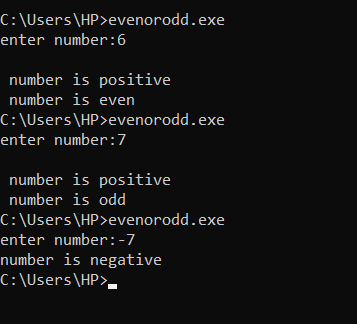 C:\Users\HP>evenorodd.exe
enter number:6
number is positive
number is even
C:\Users\HP>evenorodd.exe
enter number:7
number is positive
number is odd
C:\Users\HP>evenorodd.exe
enter number:-7
number is negative
C:\Users\HP>